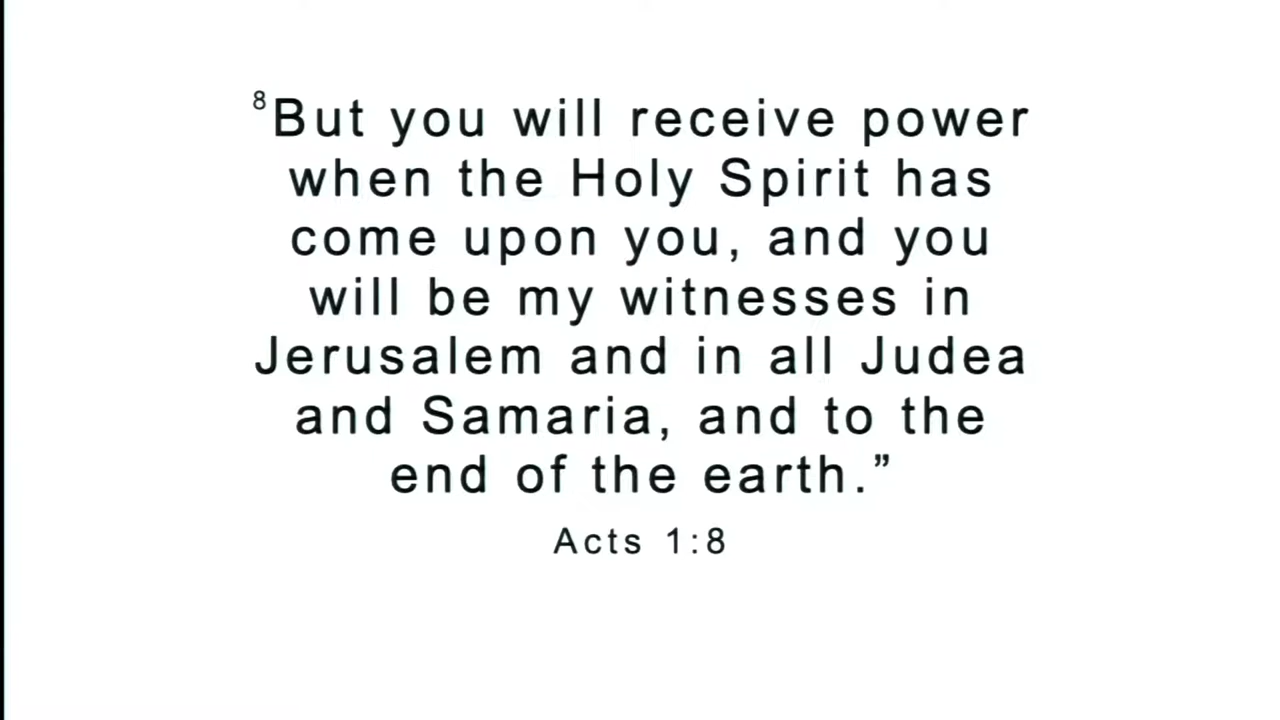 ⁸But you will receive power
when the Holy Spirit has
come upon you, and you
will be my witnesses in
Jerusalem and in all Judea
and Samaria, and to the
end of the earth.”
Acts 1:8